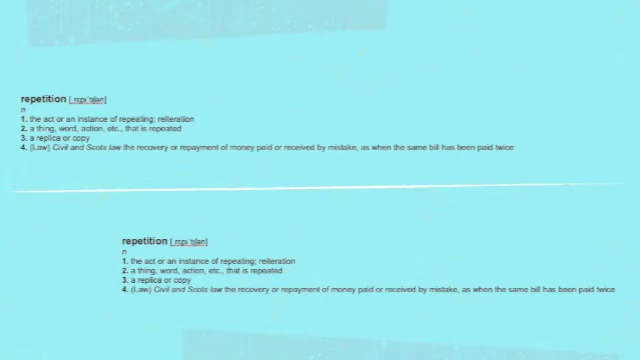 repetition [ˌrɛpɪˈtɪʃən]
n
1. the act or an instance of repeating; reiteration
2. a thing, word, action, etc., that is repeated
3. a replica or copy
4. (Law) Civil and Scots law the recovery or repayment of money paid or received by mistake, as when the same bill has been paid twice
repetition [ˌrɛpɪˈtɪʃən]
n
1. the act or an instance of repeating; reiteration
2. a thing, word, action, etc., that is repeated
3. a replica or copy
4. (Law) Civil and Scots law the recovery or repayment of money paid or received by mistake, as when the same bill has been paid twice